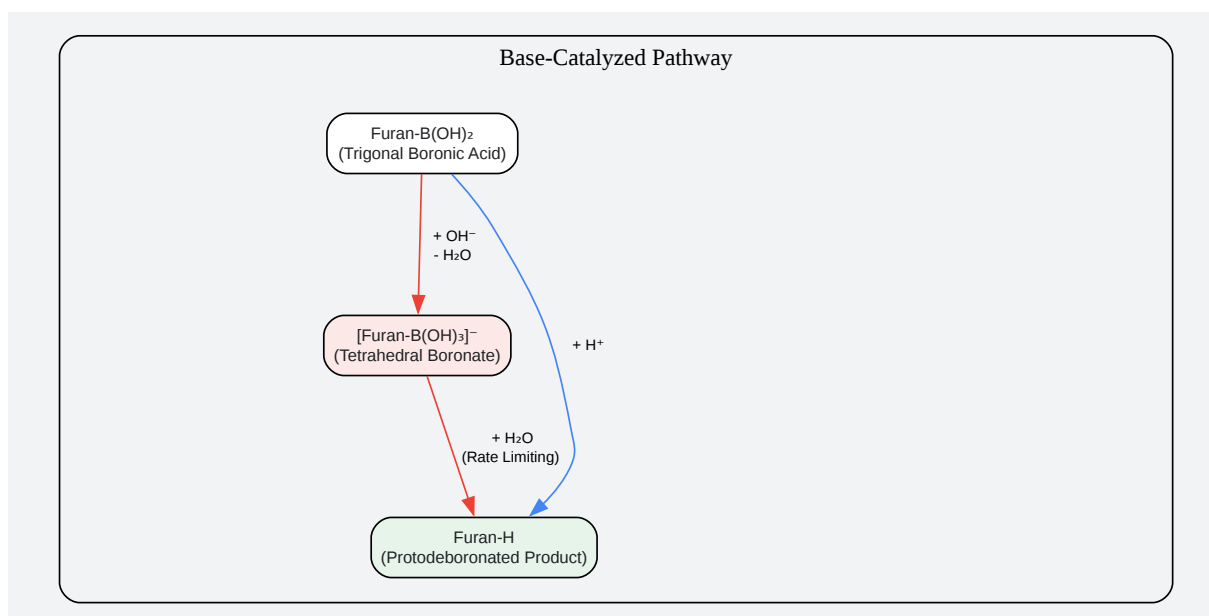 Base-Catalyzed Pathway
Furan-B(OH)₂
(Trigonal Boronic Acid)
+ OH⁻
- H₂O
[Furan-B(OH)₃]⁻
(Tetrahedral Boronate)
+ H⁺
+ H₂O
(Rate Limiting)
Furan-H
(Protodeboronated Product)